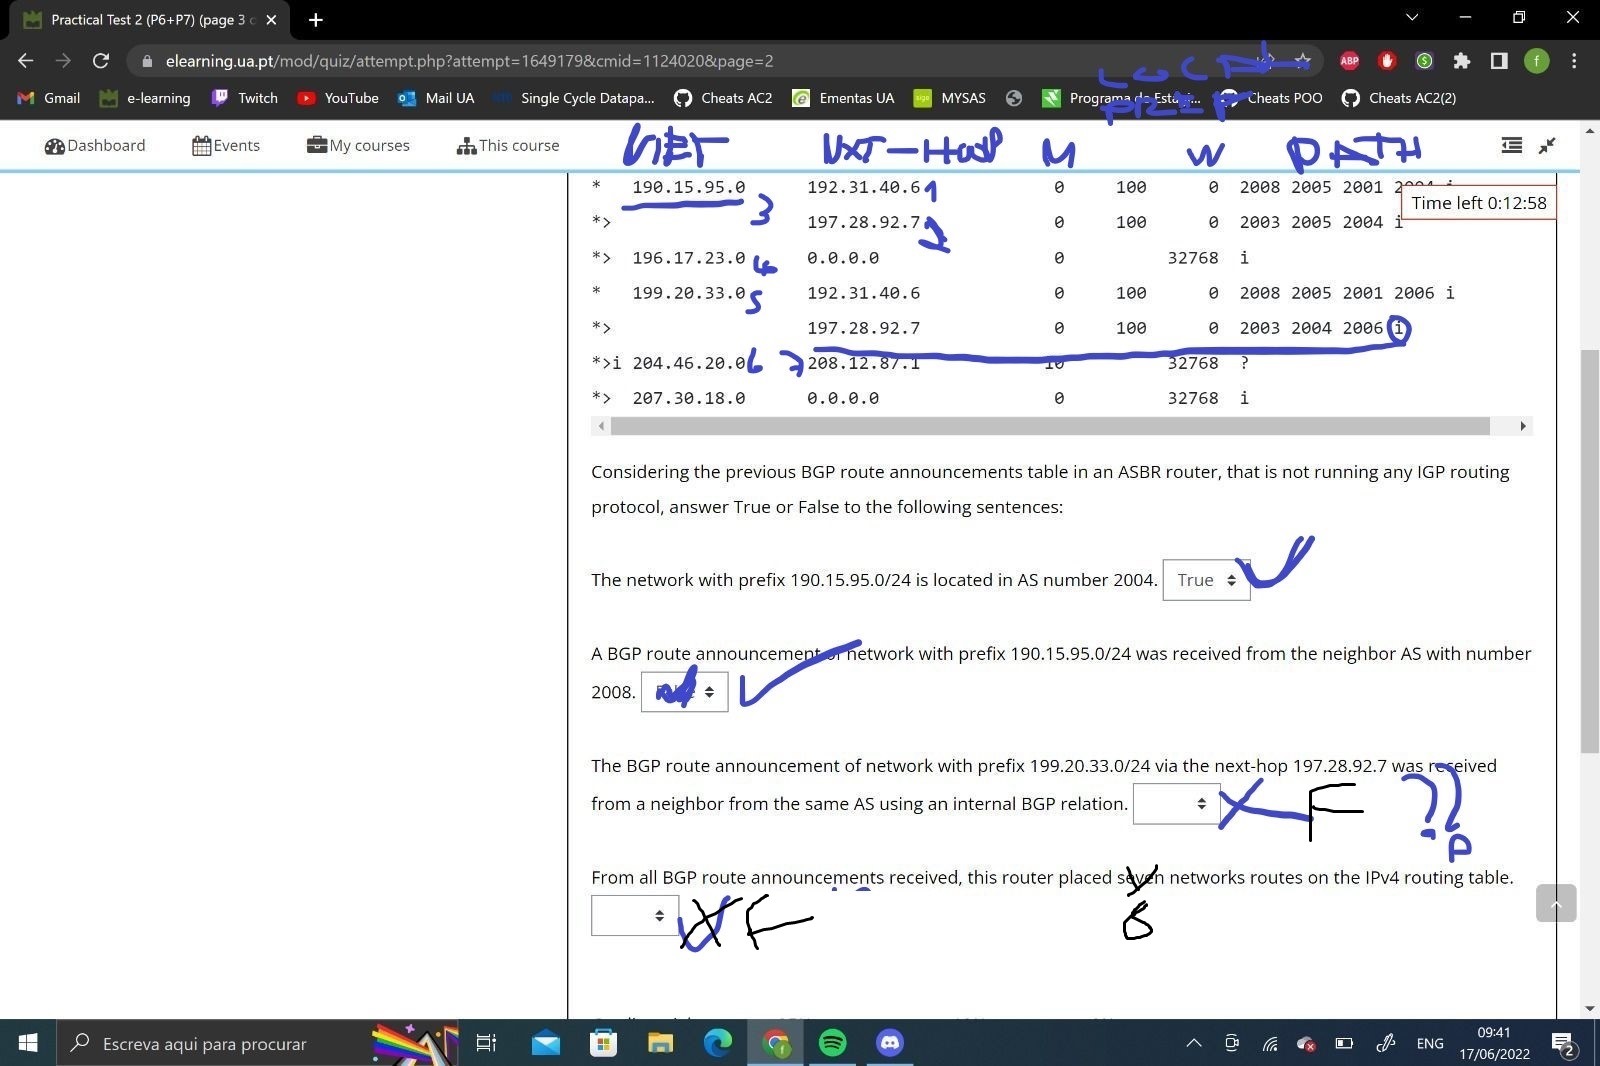 Practical Test 2 (P6+P7) (page 3 o
elearning.ua.pt/mod/quiz/attempt.php?attempt=1649179&cmid=1124020&page=2
ABP
f
LOCAL
PREF
Gmail e-learning Twitch YouTube Mail UA Single Cycle Datapa... Cheats AC2 Ementas UA MYSAS Programa de Estági... Cheats POO Cheats AC2(2)
Dashboard Events My courses This course
NET NXT-HOP M W PATH
* 190.15.95.0 192.31.40.6 1 0 100 0 2008 2005 2001 2004 i
Time left 0:12:58
3
*> 197.28.92.7 2 0 100 0 2003 2005 2004 i
*> 196.17.23.0 4 0.0.0.0 0 32768 i
* 199.20.33.0 5 192.31.40.6 0 100 0 2008 2005 2001 2006 i
*> 197.28.92.7 0 100 0 2003 2004 2006 i
*>i 204.46.20.0 6 7 208.12.87.1 10 32768 ?
*> 207.30.18.0 0.0.0.0 0 32768 i
Considering the previous BGP route announcements table in an ASBR router, that is not running any IGP routing
protocol, answer True or False to the following sentences:
The network with prefix 190.15.95.0/24 is located in AS number 2004. True
A BGP route announcement of network with prefix 190.15.95.0/24 was received from the neighbor AS with number
2008.
The BGP route announcement of network with prefix 199.20.33.0/24 via the next-hop 197.28.92.7 was received
from a neighbor from the same AS using an internal BGP relation. F ??
P
From all BGP route announcements received, this router placed seven networks routes on the IPv4 routing table.
F 8
Escreva aqui para procurar
ENG
09:41
17/06/2022
2